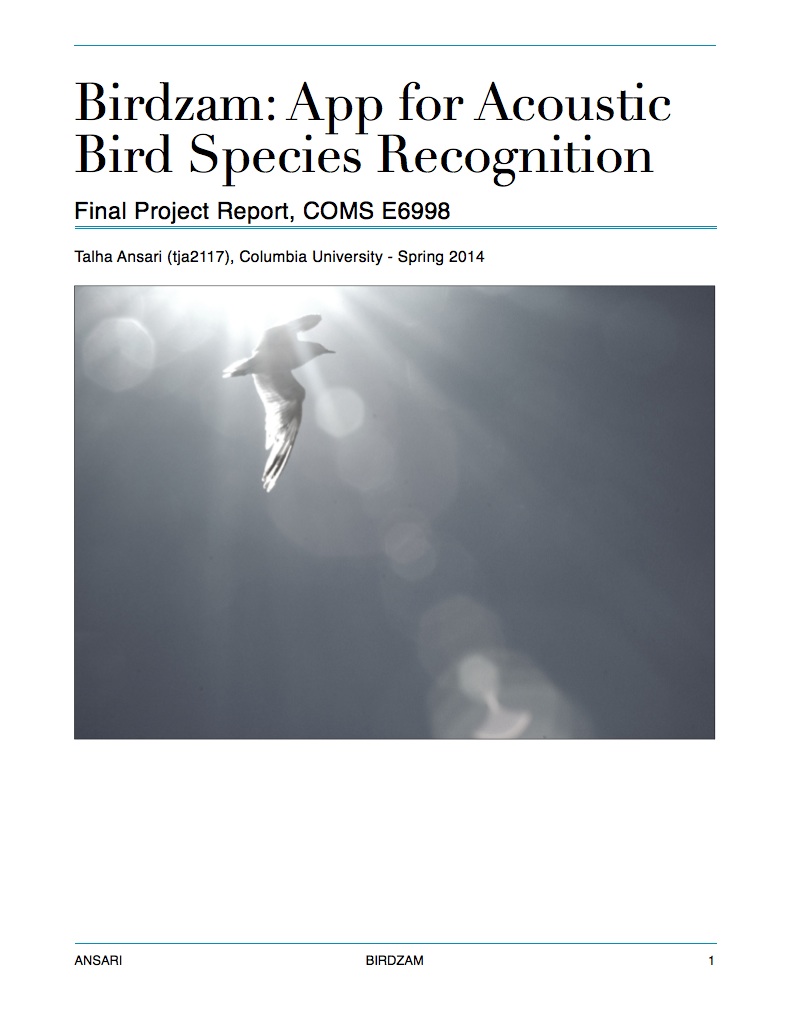 Birdzam: App for Acoustic
Bird Species Recognition
Final Project Report, COMS E6998
Talha Ansari (tja2117), Columbia University - Spring 2014
ANSARI BIRDZAM 1